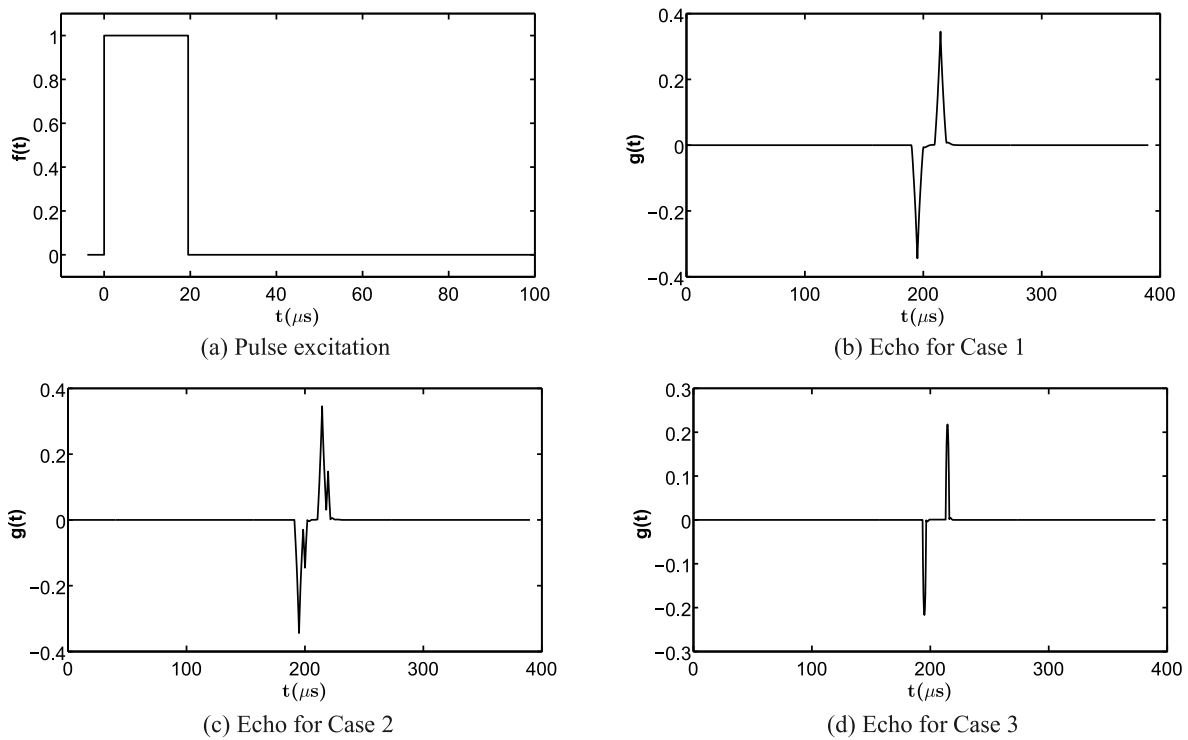 1
0.8
0.6
0.4
0.2
0
f(t)
0 20 40 60 80 100
t(μs)
(a) Pulse excitation
0.4
0.2
0
−0.2
−0.4
g(t)
0 100 200 300 400
t(μs)
(b) Echo for Case 1
0.4
0.2
0
−0.2
−0.4
g(t)
0 100 200 300 400
t(μs)
(c) Echo for Case 2
0.3
0.2
0.1
0
−0.1
−0.2
−0.3
g(t)
0 100 200 300 400
t(μs)
(d) Echo for Case 3